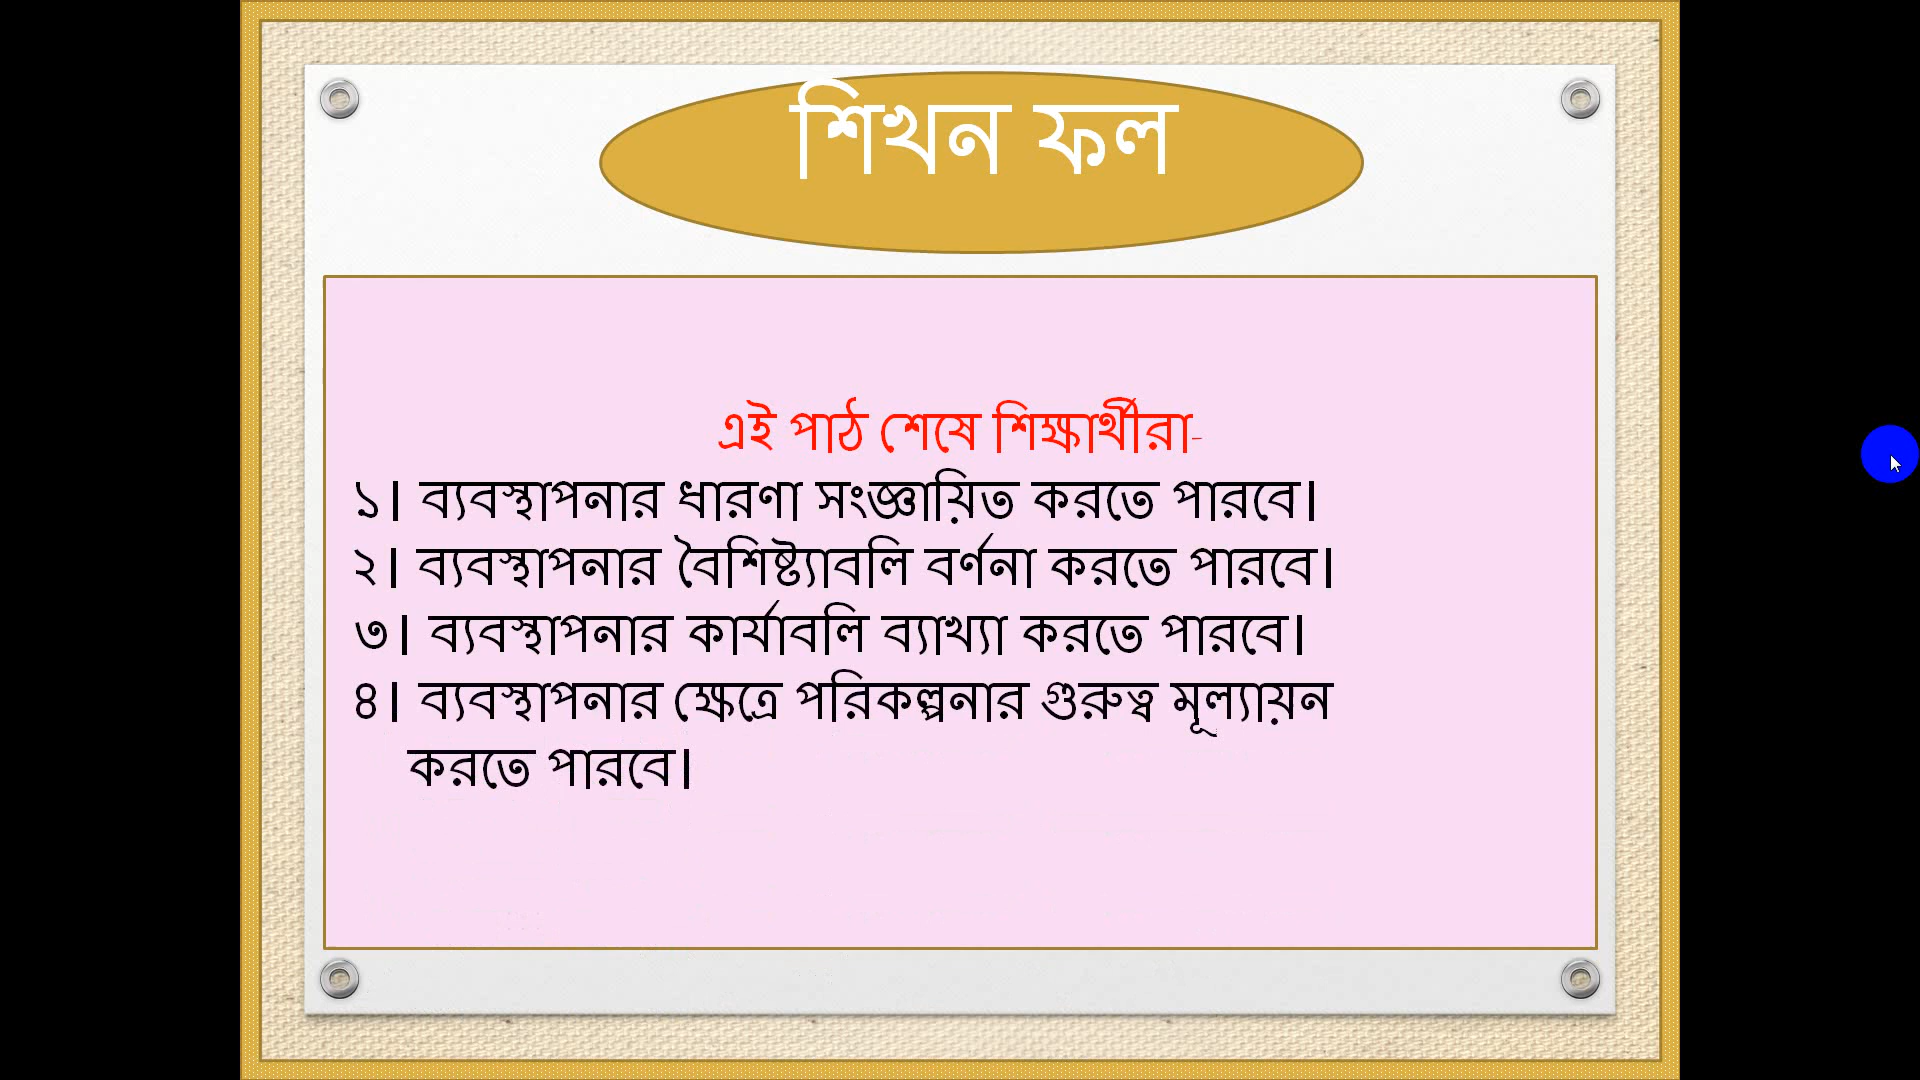 শিখন ফল
এই পাঠ শেষে শিক্ষার্থীরা-
১। ব্যবস্থাপনার ধারণা সংজ্ঞায়িত করতে পারবে।
২। ব্যবস্থাপনার বৈশিষ্ট্যাবলি বর্ণনা করতে পারবে।
৩। ব্যবস্থাপনার কার্যাবলি ব্যাখ্যা করতে পারবে।
৪। ব্যবস্থাপনার ক্ষেত্রে পরিকল্পনার গুরুত্ব মূল্যায়ন
করতে পারবে।